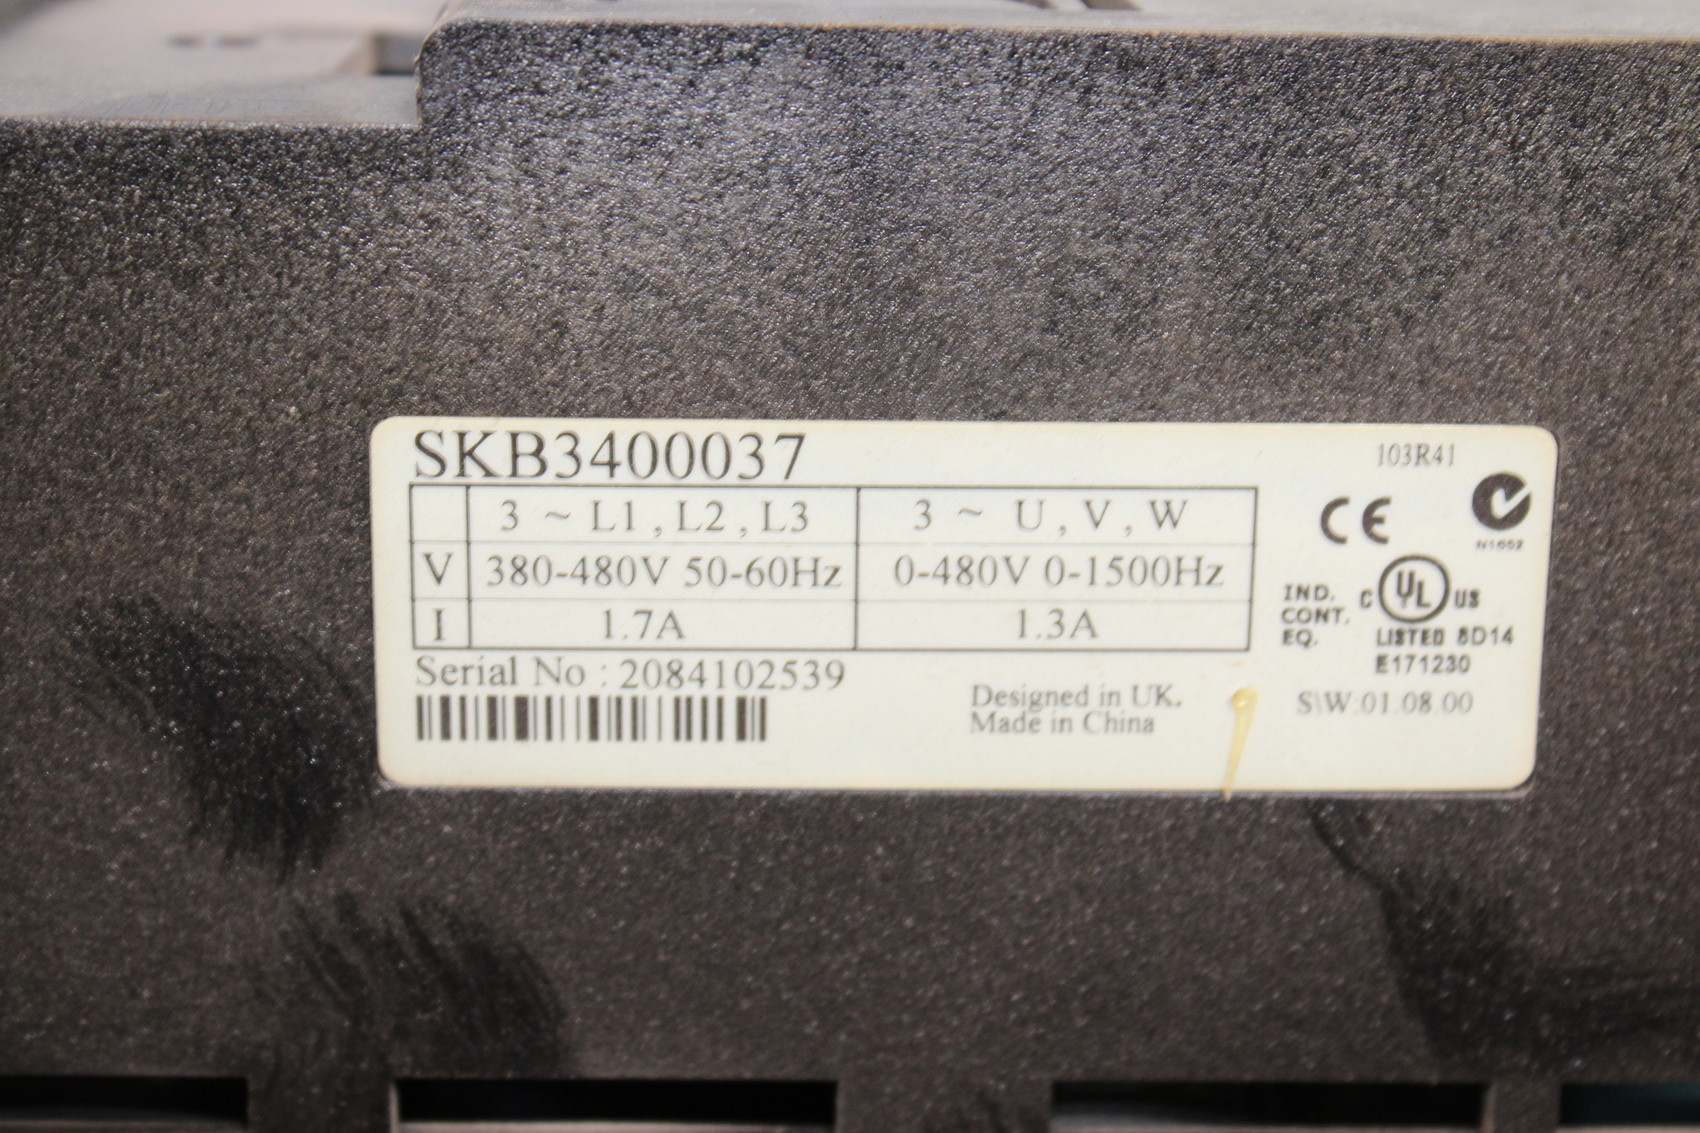 SKB3400037
103R41
3 ~ L1 , L2 , L3 3 ~ U , V , W
V 380-480V 50-60Hz 0-480V 0-1500Hz
I 1.7A 1.3A
CE
N1602
IND.
CONT.
EQ.
C UL US
LISTED 8D14
E171230
Serial No : 2084102539
Designed in UK.
Made in China
S\W:01.08.00